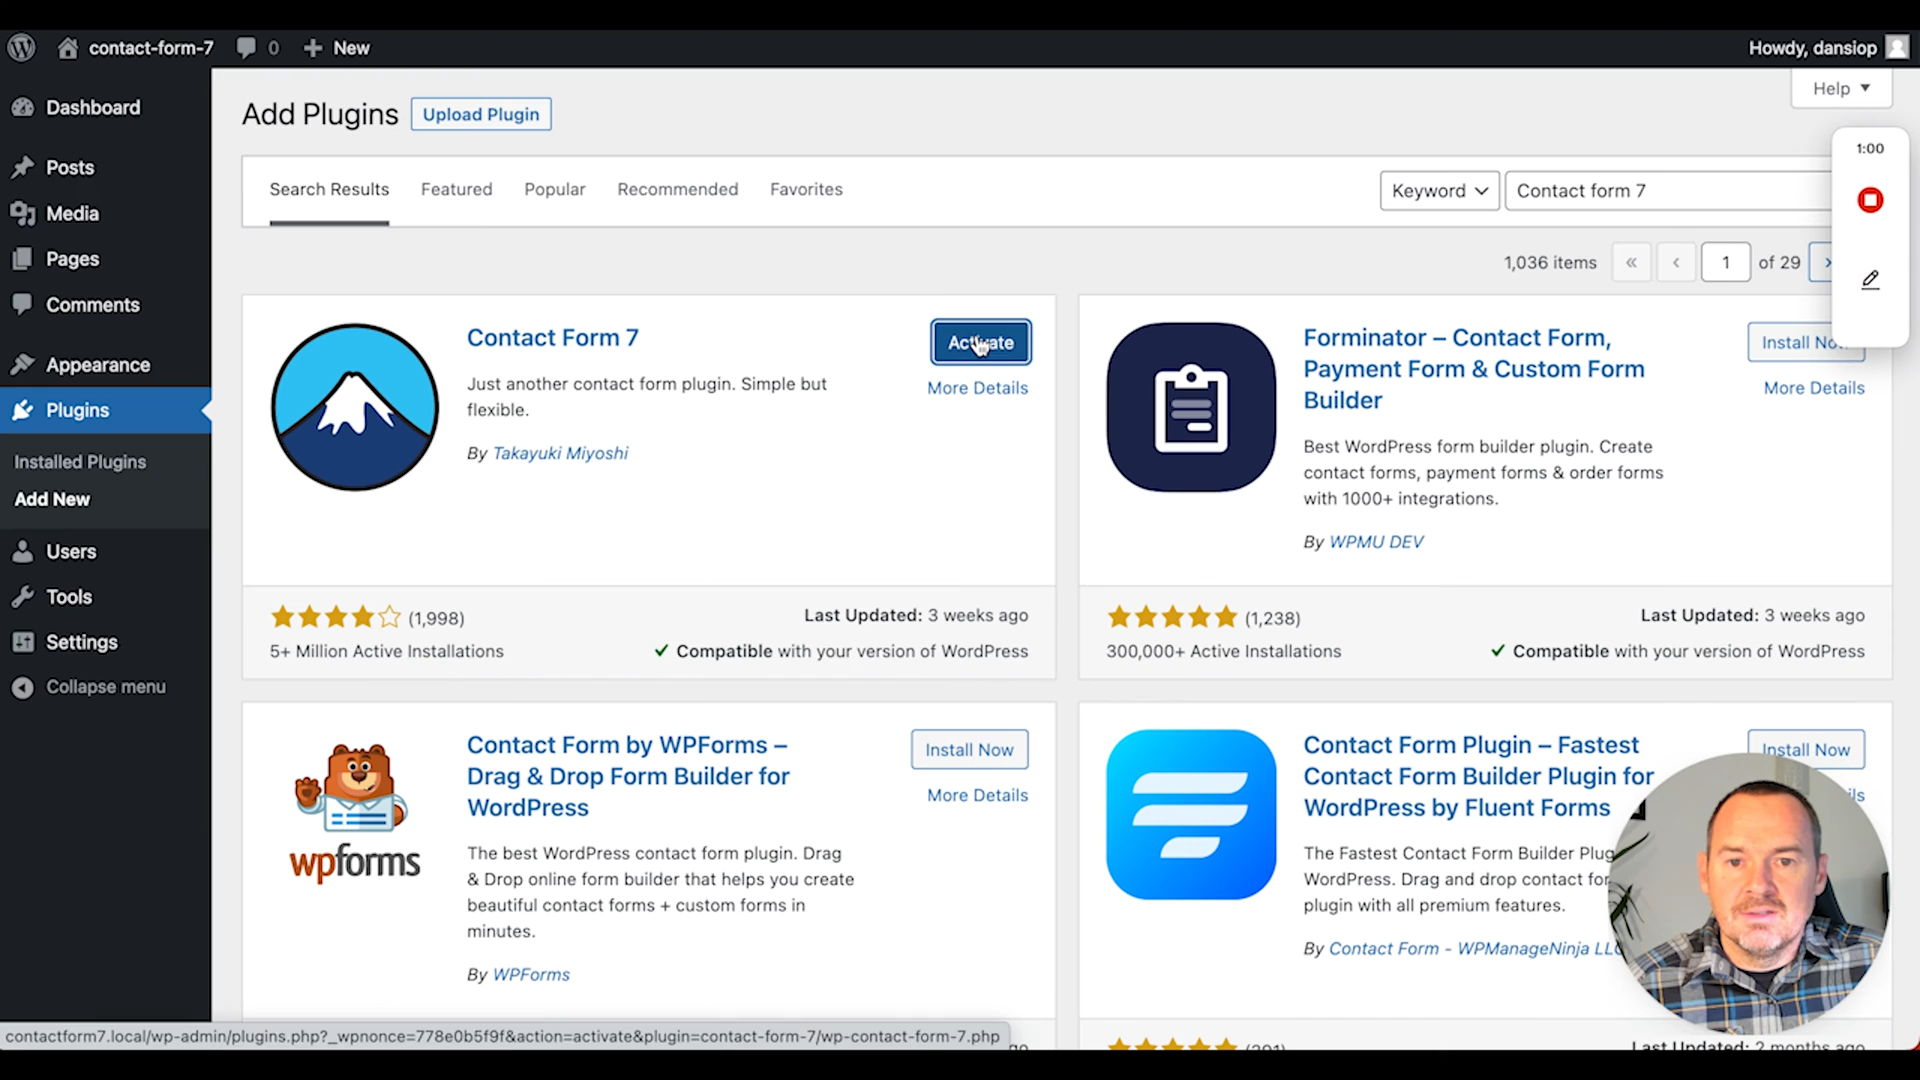 contact-form-7
0
New
Howdy, dansiop
Dashboard
Posts
Media
Pages
Comments
Appearance
Plugins
Installed Plugins
Add New
Users
Tools
Settings
Collapse menu
Help
Add Plugins
Upload Plugin
1:00
Search Results
Featured
Popular
Recommended
Favorites
Keyword
Contact form 7
1,036 items
«
‹
1
of 29
›
Contact Form 7
Activate
More Details
Just another contact form plugin. Simple but
flexible.
By Takayuki Miyoshi
(1,998)
Last Updated: 3 weeks ago
5+ Million Active Installations
Compatible with your version of WordPress
Forminator – Contact Form,
Payment Form & Custom Form
Builder
Install No
More Details
Best WordPress form builder plugin. Create
contact forms, payment forms & order forms
with 1000+ integrations.
By WPMU DEV
(1,238)
Last Updated: 3 weeks ago
300,000+ Active Installations
Compatible with your version of WordPress
wpforms
Contact Form by WPForms –
Drag & Drop Form Builder for
WordPress
Install Now
More Details
The best WordPress contact form plugin. Drag
& Drop online form builder that helps you create
beautiful contact forms + custom forms in
minutes.
By WPForms
Contact Form Plugin – Fastest
Contact Form Builder Plugin for
WordPress by Fluent Forms
Install Now
The Fastest Contact Form Builder Plug
WordPress. Drag and drop contact for
plugin with all premium features.
By Contact Form - WPManageNinja LLC
Last Updated: 2 months ago
contactform7.local/wp-admin/plugins.php?_wpnonce=778e0b5f9f&action=activate&plugin=contact-form-7/wp-contact-form-7.php